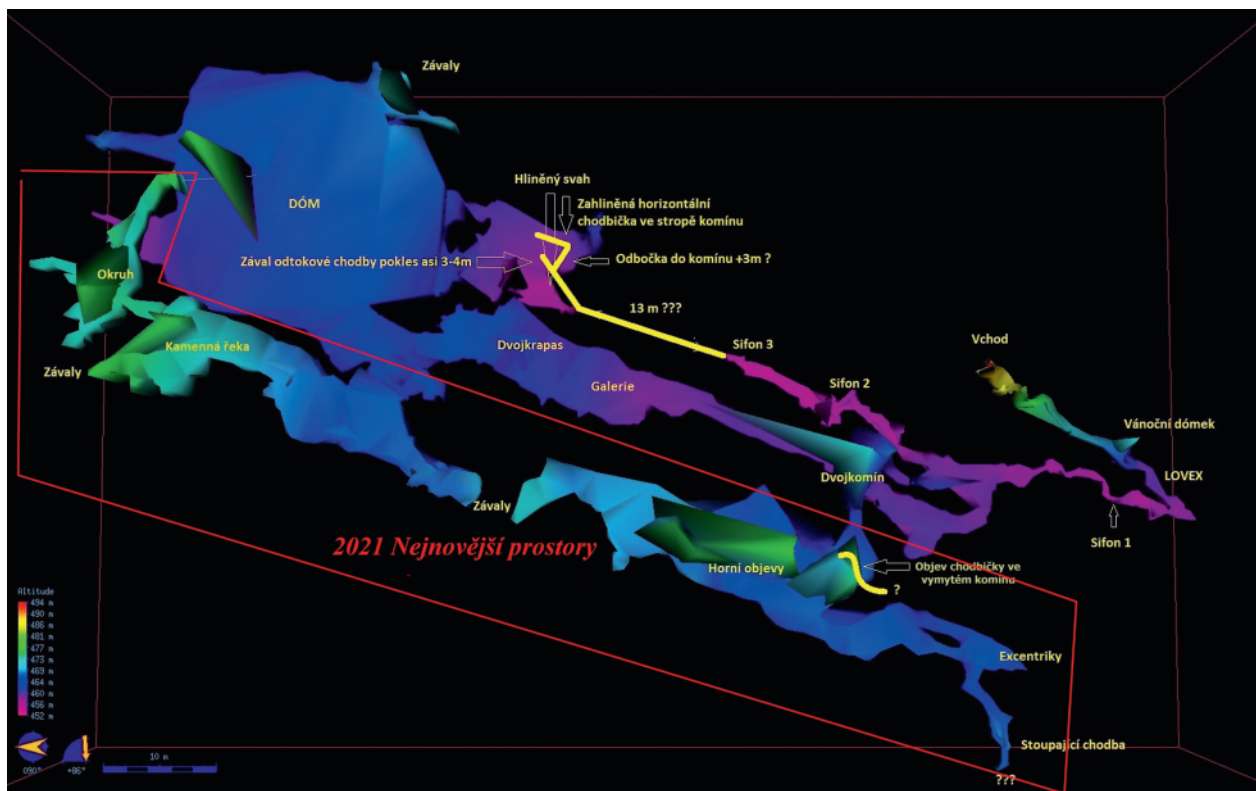 Závaly
Hliněný svah
Zahliněná horizontální
chodbička ve stropě komínu
DÓM
Zával odtokové chodby pokles asi 3-4m
Odbočka do komínu +3m ?
Okruh
13 m ???
Kamenná řeka
Dvojkrapas
Sifon 3
Vchod
Závaly
Galerie
Sifon 2
Vánoční dómek
Dvojkomín
LOVEX
Závaly
Sifon 1
2021 Nejnovější prostory
Horní objevy
Objev chodbičky ve
vymytém komínu
?
Excentriky
Stoupající chodba
???
Altitude
494 m
490 m
486 m
481 m
477 m
473 m
469 m
464 m
460 m
456 m
452 m
090°
+86°
10 m